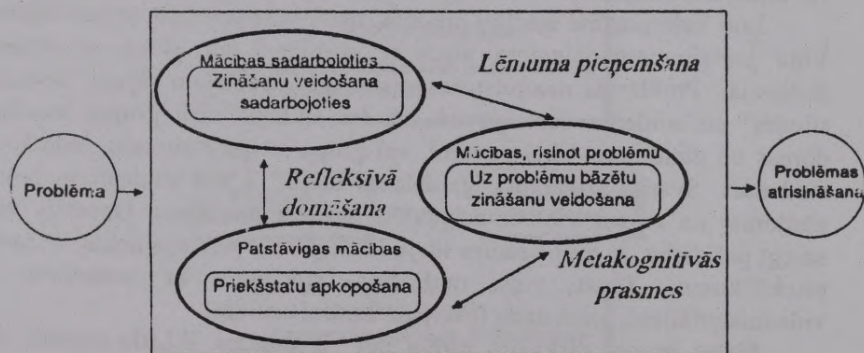 Mācības sadarbojoties
Zināšanu veidošana
sadarbojoties
Lēmuma pieņemšana
Problēma
Refleksīvā
domāšana
Mācības, risinot problēmu
Uz problēmu bāzētu
zināšanu veidošana
Problēmas
atrisināšana
Patstāvīgas mācības
Priekšstatu apkopošana
Metakognitīvās
prasmes